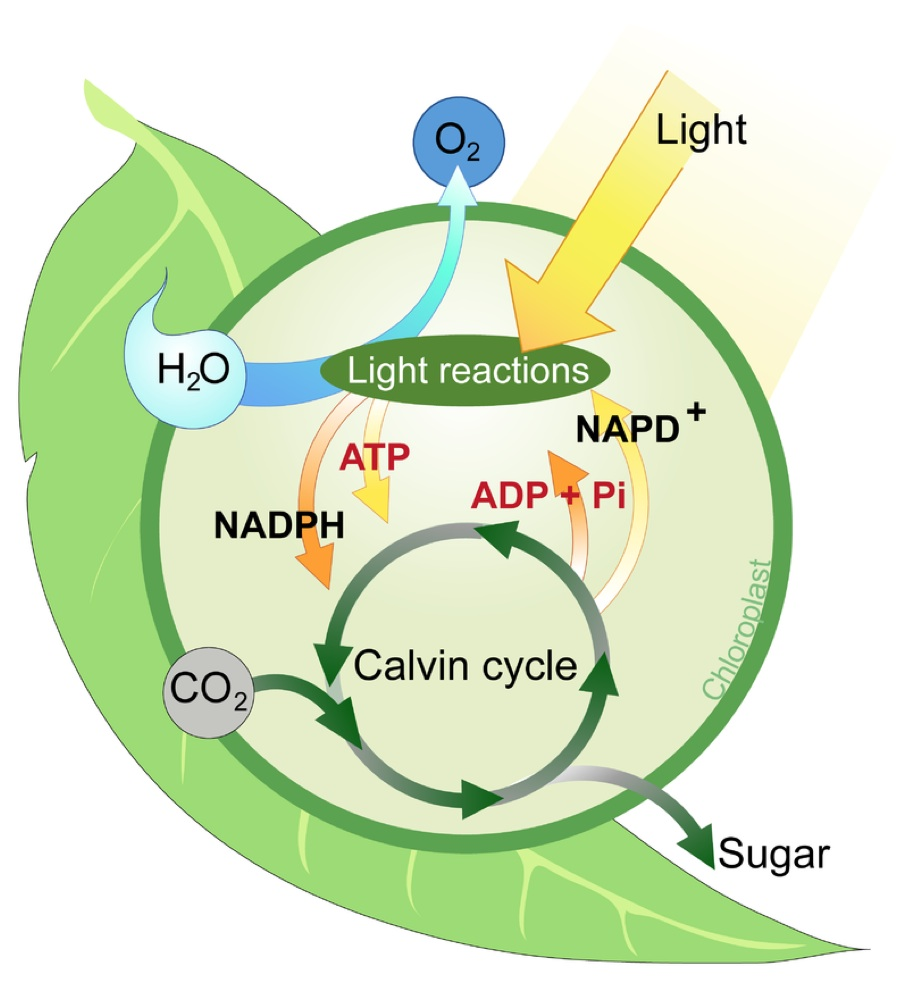 O₂
Light
H₂O
Light reactions
NAPD⁺
ATP
ADP + Pi
NADPH
Chloroplast
Calvin cycle
CO₂
Sugar